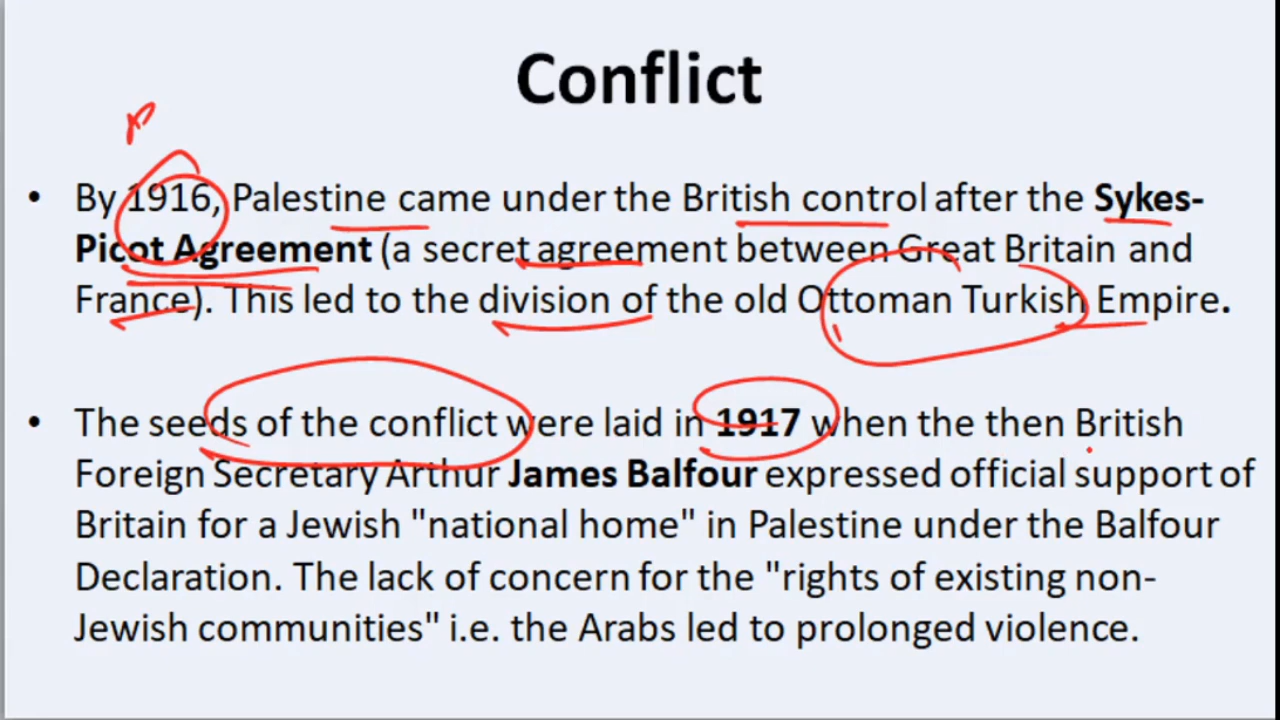 Conflict
• By 1916, Palestine came under the British control after the Sykes-
Picot Agreement (a secret agreement between Great Britain and
France). This led to the division of the old Ottoman Turkish Empire.
• The seeds of the conflict were laid in 1917 when the then British
Foreign Secretary Arthur James Balfour expressed official support of
Britain for a Jewish "national home" in Palestine under the Balfour
Declaration. The lack of concern for the "rights of existing non-
Jewish communities" i.e. the Arabs led to prolonged violence.